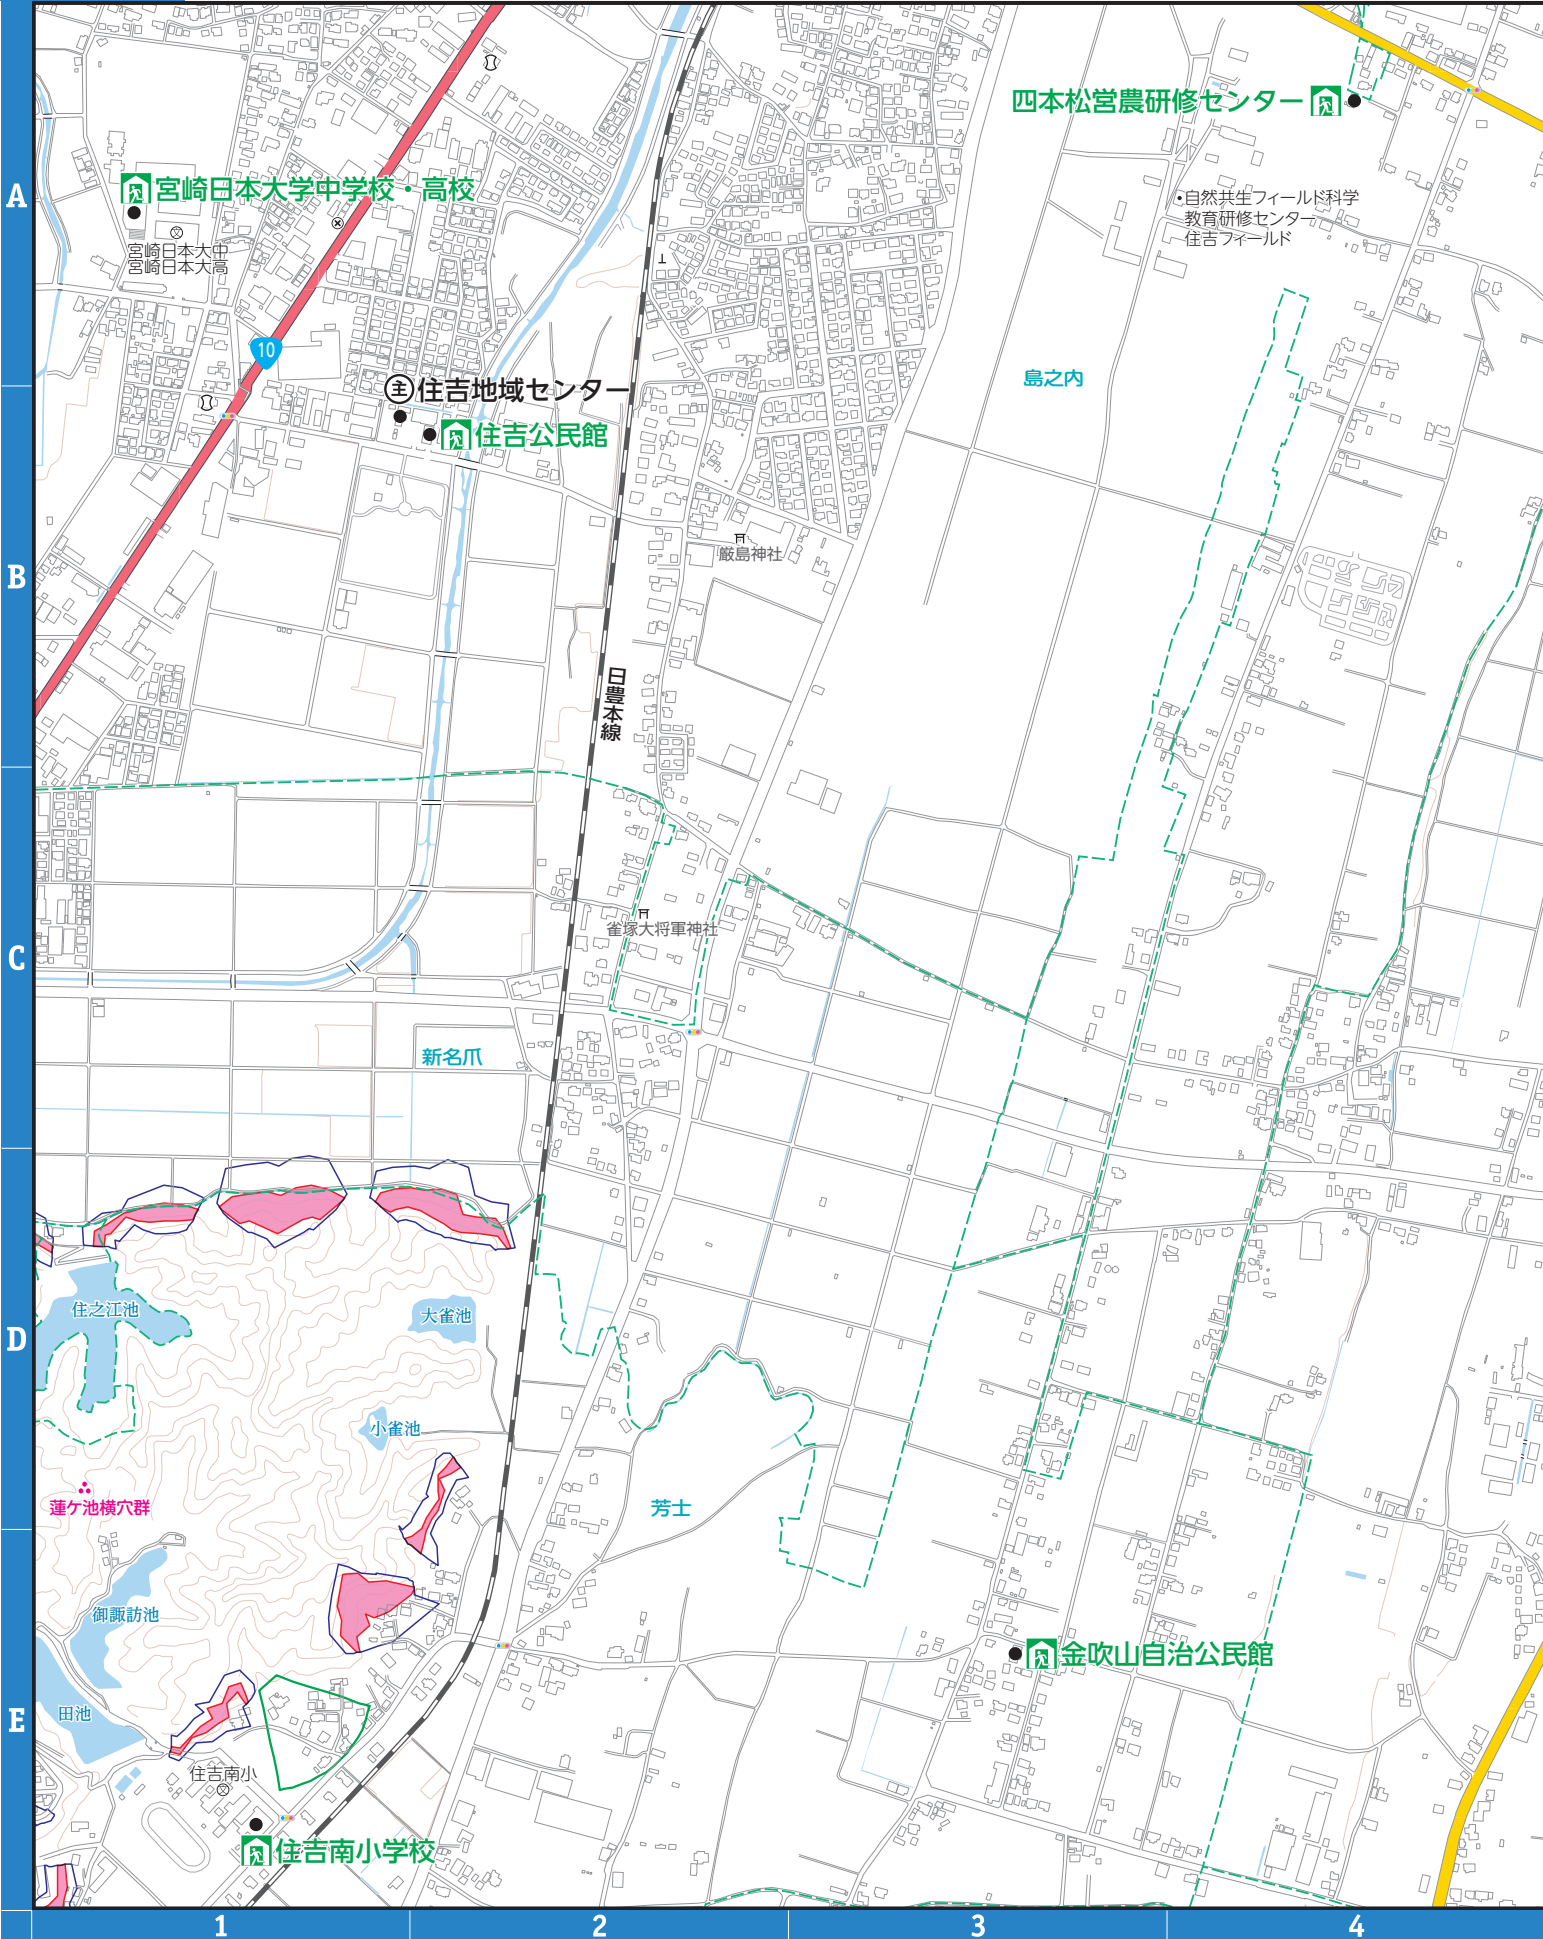 四本松営農研修センター
宮崎日本大学中学校・高校
A
自然共生フィールド科学
教育研修センター
住吉フィールド
宮崎日本大中
宮崎日本大高
10
島之内
住吉地域センター
主
住吉公民館
厳島神社
B
日豊本線
雀塚大将軍神社
C
新名爪
住之江池
大雀池
D
小雀池
蓮ケ池横穴群
芳士
御諏訪池
金吹山自治公民館
田池
E
住吉南小
文
住吉南小学校
1
2
3
4